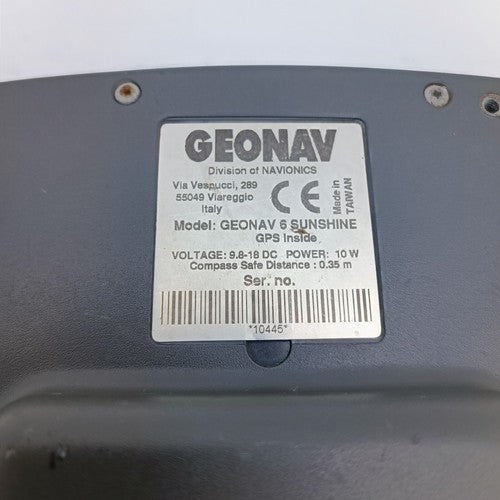 GEONAV
Division of NAVIONICS
Via Vespucci, 289
55049 Viareggio
Italy
CE
Made in
TAIWAN
Model: GEONAV 6 SUNSHINE
GPS Inside
VOLTAGE: 9.8-18 DC POWER: 10 W
Compass Safe Distance : 0.35 m
Ser. no.
*10445*